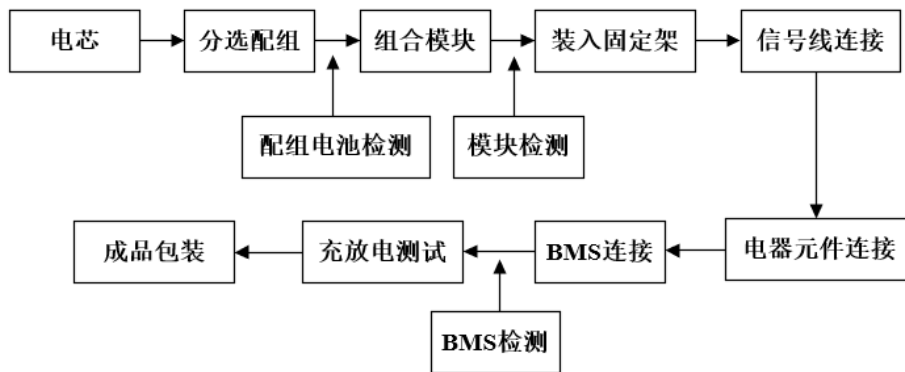 电芯
分选配组
组合模块
装入固定架
信号线连接
配组电池检测
模块检测
成品包装
充放电测试
BMS连接
电器元件连接
BMS检测